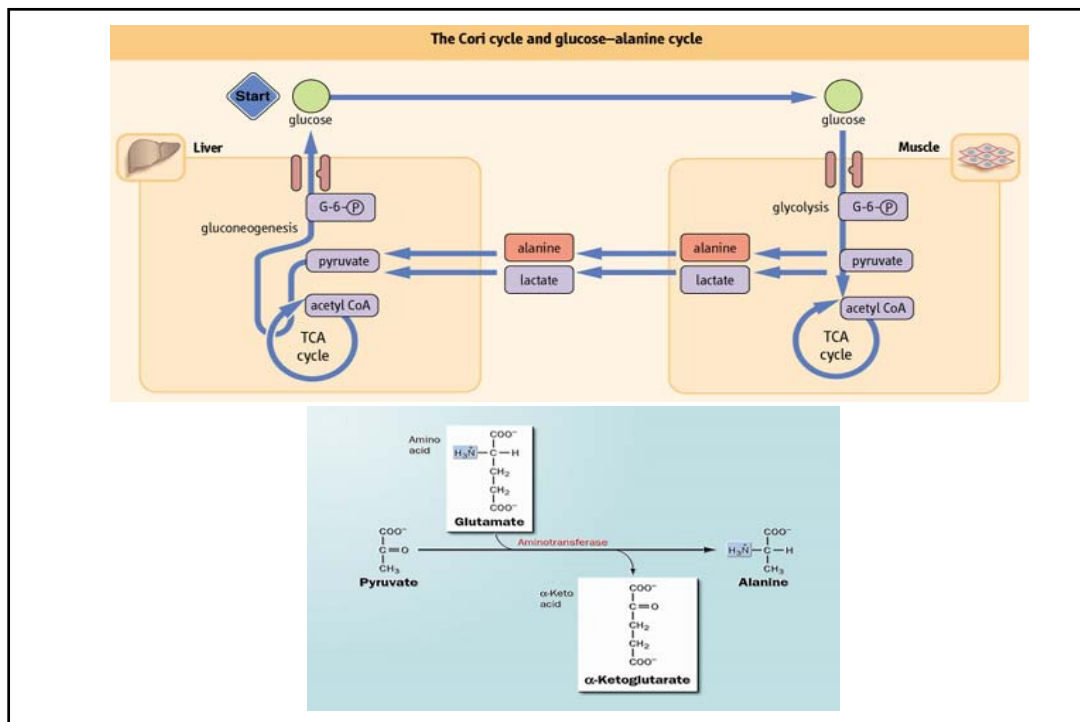 The Cori cycle and glucose–alanine cycle
Start
glucose
glucose
Liver
Muscle
G-6-P
gluconeogenesis
glycolysis
G-6-P
pyruvate
alanine
alanine
pyruvate
lactate
lactate
acetyl CoA
TCA
cycle
acetyl CoA
TCA
cycle
Amino
acid
COO⁻
H₃N⁺—C—H
CH₂
CH₂
COO⁻
Glutamate
COO⁻
C=O
CH₃
Pyruvate
Aminotransferase
COO⁻
H₃N⁺—C—H
CH₃
Alanine
α-Keto
acid
COO⁻
C=O
CH₂
CH₂
COO⁻
α-Ketoglutarate